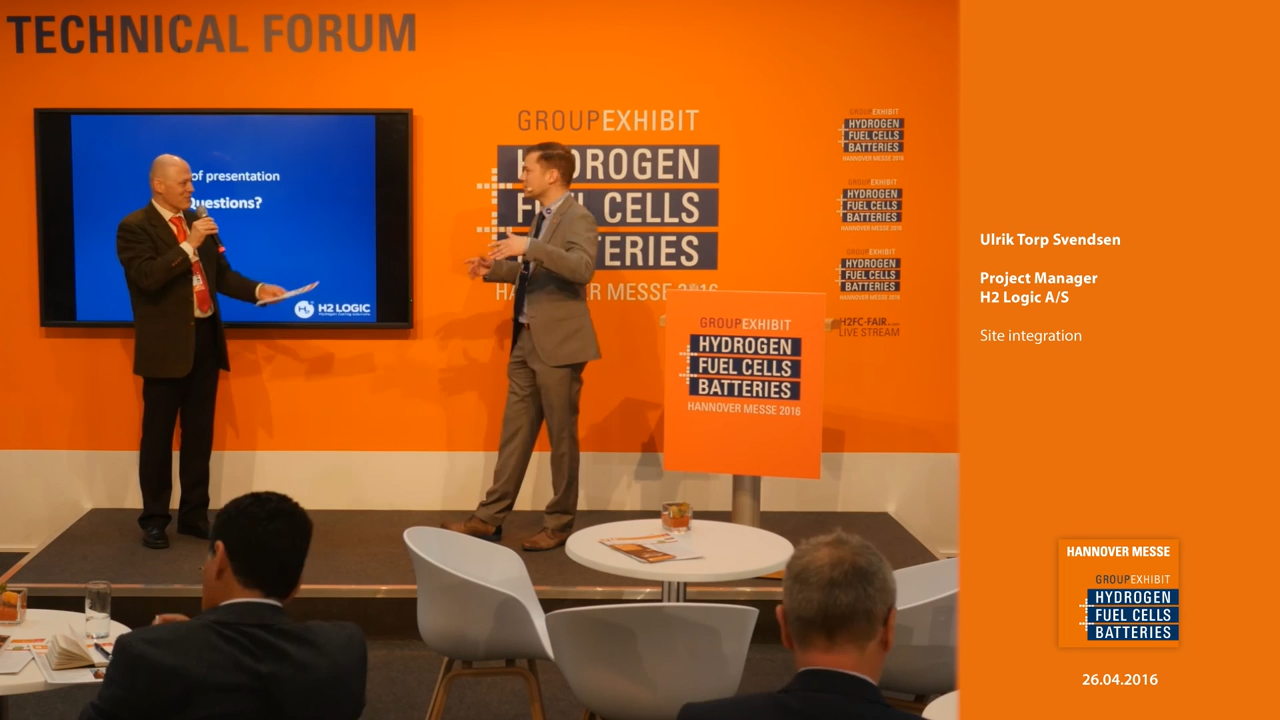 TECHNICAL FORUM
of presentation
Questions?
H2 LOGIC
GROUPEXHIBIT
HYDROGEN
FUEL CELLS
HANNOVER MESSE 2016
GROUPEXHIBIT
HYDROGEN
FUEL CELLS
BATTERIES
HANNOVER MESSE 2016
GROUPEXHIBIT
HYDROGEN
FUEL CELLS
BATTERIES
HANNOVER MESSE 2016
GROUPEXHIBIT
HYDROGEN
FUEL CELLS
BATTERIES
HANNOVER MESSE 2016
H2FC-FAIR
LIVE STREAM
GROUPEXHIBIT
HYDROGEN
FUEL CELLS
BATTERIES
HANNOVER MESSE 2016
Ulrik Torp Svendsen
Project Manager
H2 Logic A/S
Site integration
HANNOVER MESSE
GROUPEXHIBIT
HYDROGEN
FUEL CELLS
BATTERIES
26.04.2016